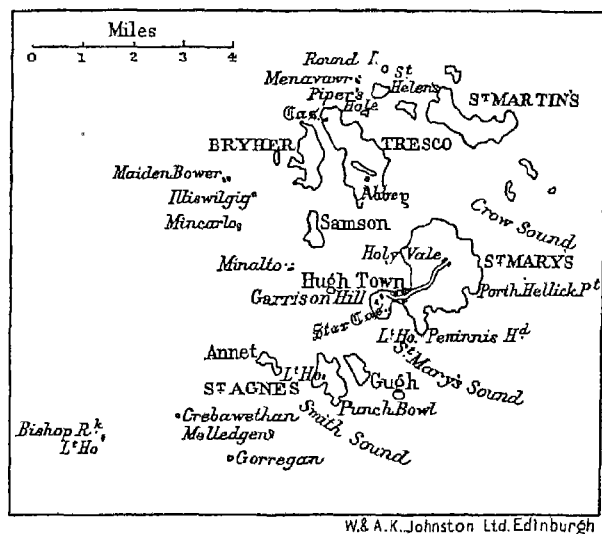 Miles
0 1 2 3 4
Round I.
St Helen's
Menavawr
Piper's Hole
Cas.
ST MARTIN'S
BRYHER
TRESCO
Maiden Bower
Illiswilgig
Abbey
Mincarlo
Samson
Crow Sound
Holy Vale
ST MARYS
Minalto
Hugh Town
Garrison Hill
Porth Hellick Pt
Star Cas.
Lt Ho. Peninnis Hd
St Mary's Sound
Annet
Lt Ho.
ST AGNES
Gugh
Punch Bowl
Smith Sound
Crebawethan
Bishop Rk.
Lt Ho
Melledgen
Gorregan
W. & A.K. Johnston Ltd. Edinburgh